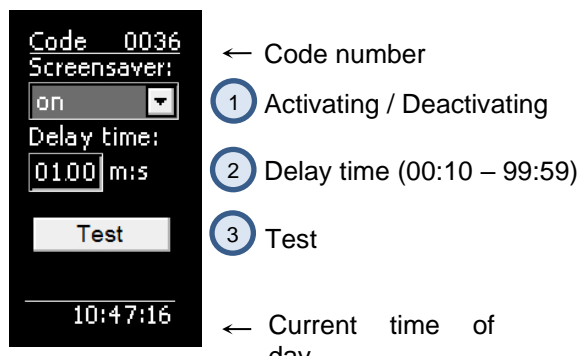 Code 0036
Screensaver:
on
Delay time:
01.00 m:s
Test
10:47:16
← Code number
1 Activating / Deactivating
2 Delay time (00:10 – 99:59)
3 Test
← Current time of
day